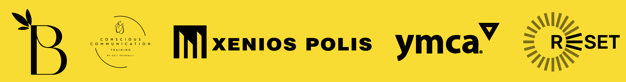 B
CONSCIOUS
COMMUNICATION
TRAINING
XENIOS POLIS
ymca
RESET